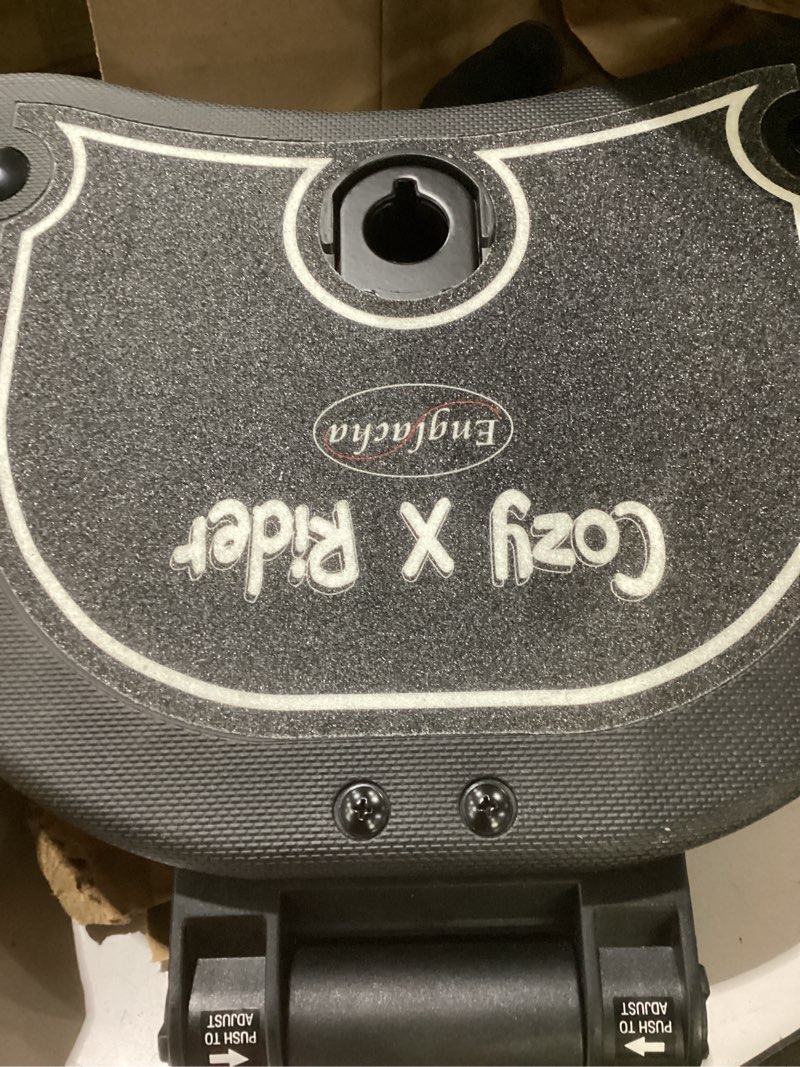 PUSH TO
ADJUST
PUSH TO
ADJUST
Cozy X Rider
Englacha